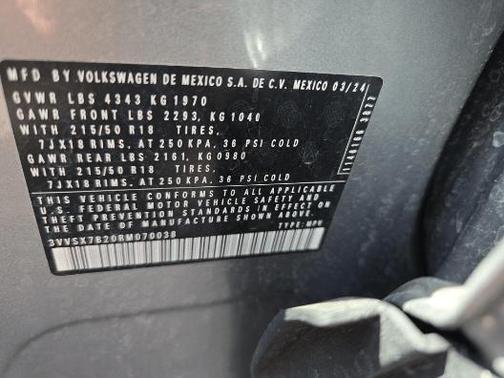 MFD BY VOLKSWAGEN DE MEXICO S.A. DE C.V. MEXICO 03/24
GVWR LBS 4343 KG 1970
GAWR FRONT LBS 2293, KG 1040
WITH 215/50 R18 TIRES,
7JX18 RIMS, AT 250 KPA, 36 PSI COLD
GAWR REAR LBS 2161, KG 0980
WITH 215/50 R18 TIRES,
7JX18 RIMS, AT 250 KPA, 36 PSI COLD
THIS VEHICLE CONFORMS TO ALL APPLICABLE
U.S. FEDERAL MOTOR VEHICLE SAFETY AND
THEFT PREVENTION STANDARDS IN EFFECT ON
THE DATE OF MANUFACTURE SHOWN ABOVE.
3VVSX7B20RM070038 TYPE: MPV